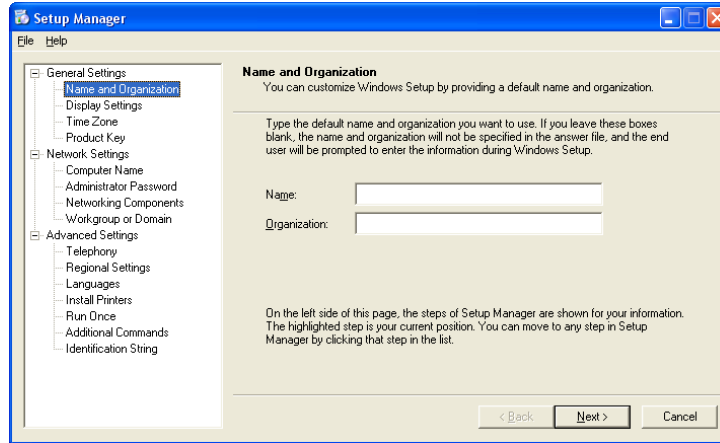 Setup Manager
File Help
General Settings
Name and Organization
Display Settings
Time Zone
Product Key
Network Settings
Computer Name
Administrator Password
Networking Components
Workgroup or Domain
Advanced Settings
Telephony
Regional Settings
Languages
Install Printers
Run Once
Additional Commands
Identification String
Name and Organization
You can customize Windows Setup by providing a default name and organization.
Type the default name and organization you want to use. If you leave these boxes
blank, the name and organization will not be specified in the answer file, and the end
user will be prompted to enter the information during Windows Setup.
Name:
Organization:
On the left side of this page, the steps of Setup Manager are shown for your information.
The highlighted step is your current position. You can move to any step in Setup
Manager by clicking that step in the list.
< Back Next > Cancel